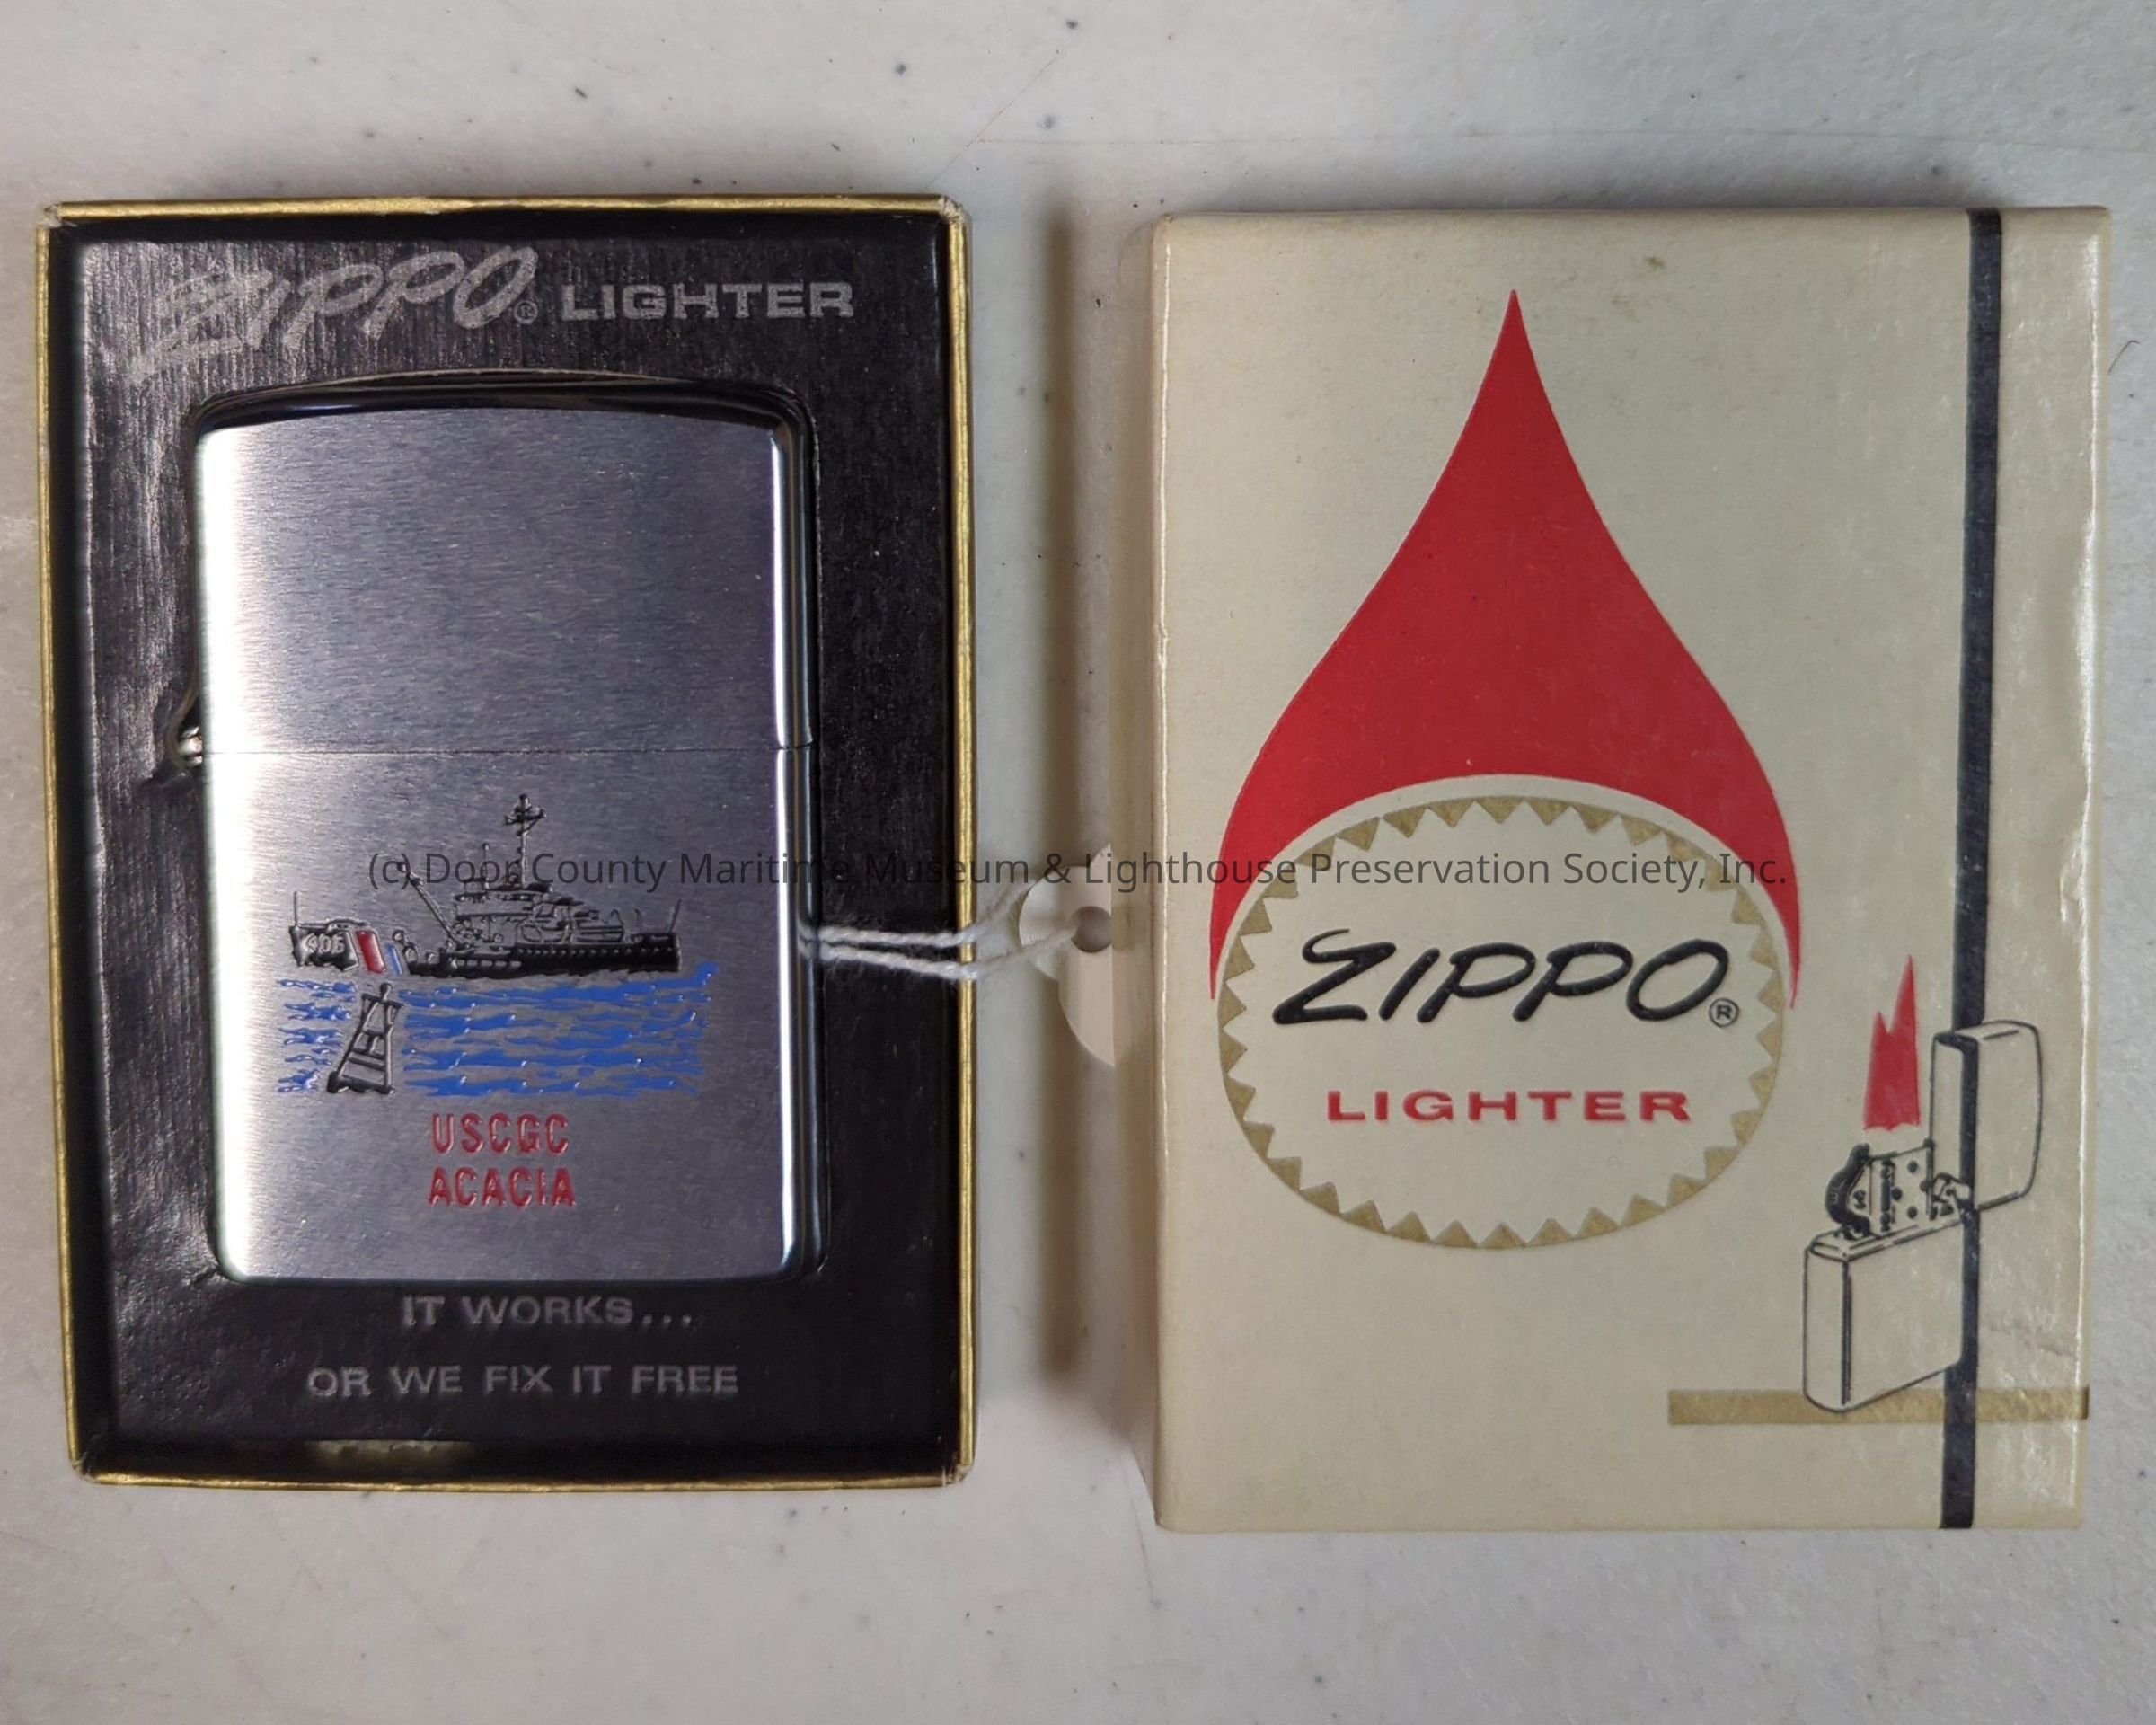 ZIPPO® LIGHTER
406
USCGC
ACACIA
IT WORKS...
OR WE FIX IT FREE
ZIPPO®
LIGHTER
(c) Door County Maritime Museum & Lighthouse Preservation Society, Inc.